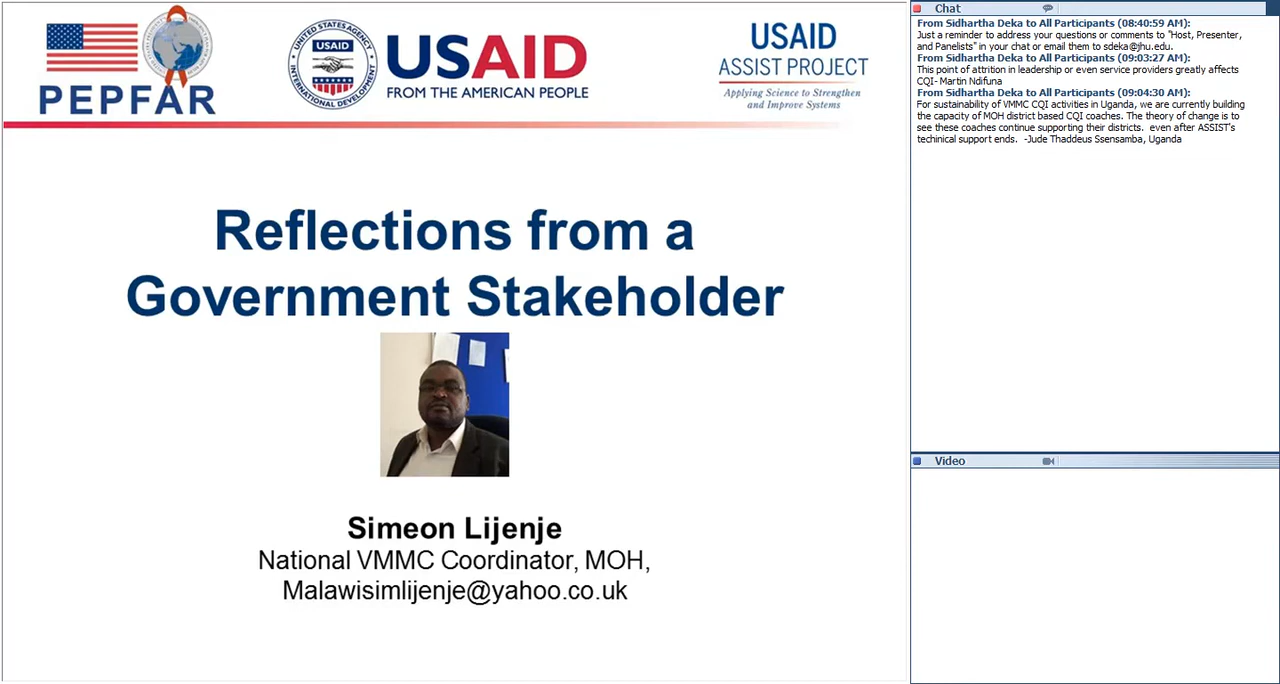 PEPFAR
UNITED STATES AGENCY
USAID
INTERNATIONAL DEVELOPMENT
USAID
FROM THE AMERICAN PEOPLE
USAID
ASSIST PROJECT
Applying Science to Strengthen
and Improve Systems
Reflections from a
Government Stakeholder
Simeon Lijenje
National VMMC Coordinator, MOH,
Malawisimlijenje@yahoo.co.uk
Chat
From Sidhartha Deka to All Participants (08:40:59 AM):
Just a reminder to address your questions or comments to "Host, Presenter,
and Panelists" in your chat or email them to sdeka@jhu.edu.
From Sidhartha Deka to All Participants (09:03:27 AM):
This point of attrition in leadership or even service providers greatly affects
CQI- Martin Ndifuna
From Sidhartha Deka to All Participants (09:04:30 AM):
For sustainability of VMMC CQI activities in Uganda, we are currently building
the capacity of MOH district based CQI coaches. The theory of change is to
see these coaches continue supporting their districts. even after ASSIST's
techinical support ends. -Jude Thaddeus Ssensamba, Uganda
Video